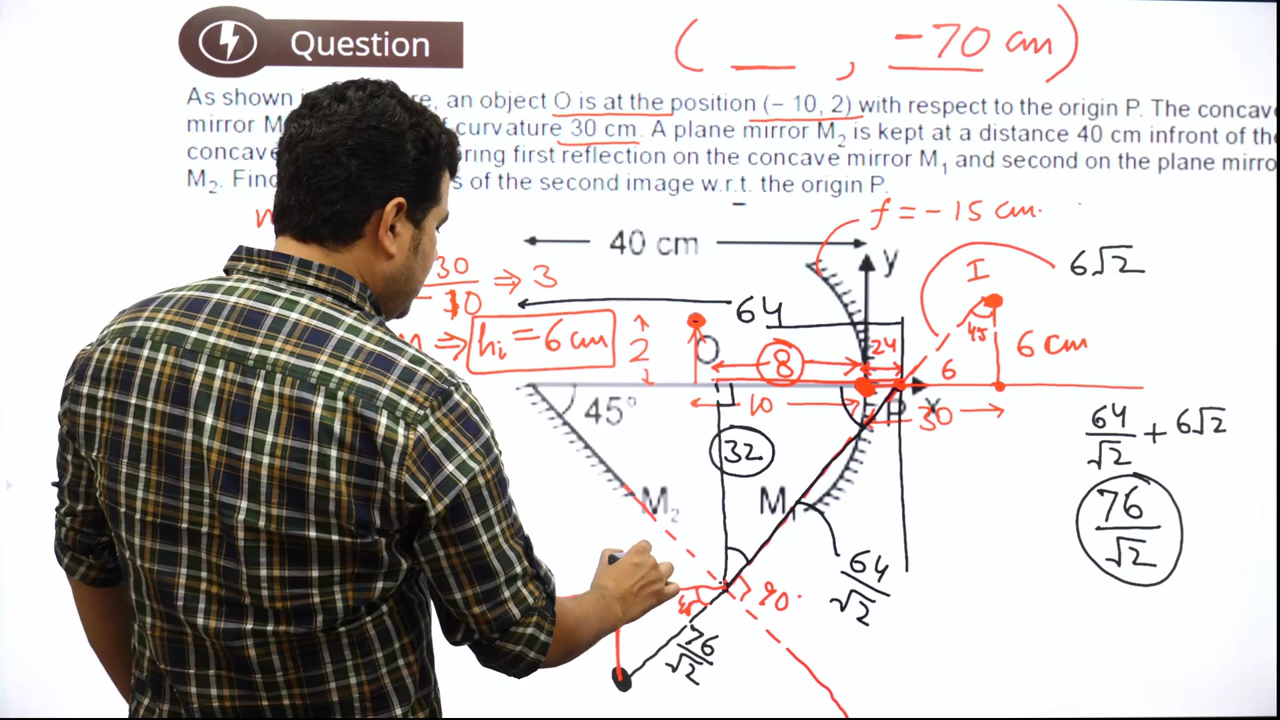 Question
( __ , -70 cm )
As shown re, an object O is at the position (– 10, 2) with respect to the origin P. The concave
mirror M f curvature 30 cm. A plane mirror M2 is kept at a distance 40 cm infront of the
concave ring first reflection on the concave mirror M1 and second on the plane mirro
M2. Find s of the second image w.r.t. the origin P.
f = - 15 cm.
40 cm
y
I
6√2
30/-10 ⇒ 3
64
⇒ hi = 6 cm
2
O
8
24
45
6 cm
6
45°
10
F P x
30
64/√2 + 6√2
32
M2
M1
76/√2
64/√2
90°
76/√2